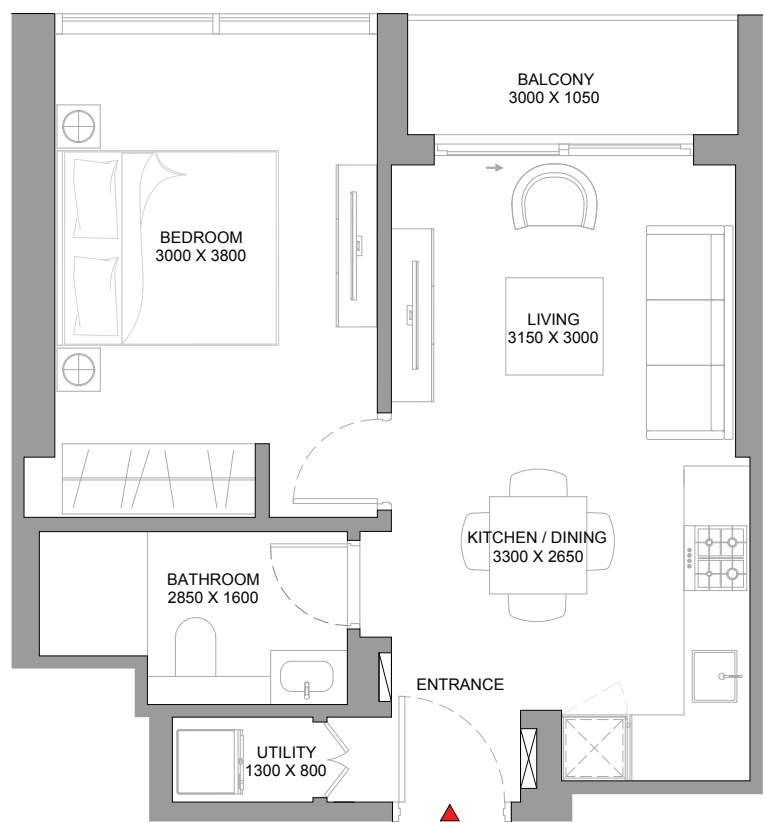 BALCONY
3000 X 1050
BEDROOM
3000 X 3800
LIVING
3150 X 3000
KITCHEN / DINING
3300 X 2650
BATHROOM
2850 X 1600
ENTRANCE
UTILITY
1300 X 800